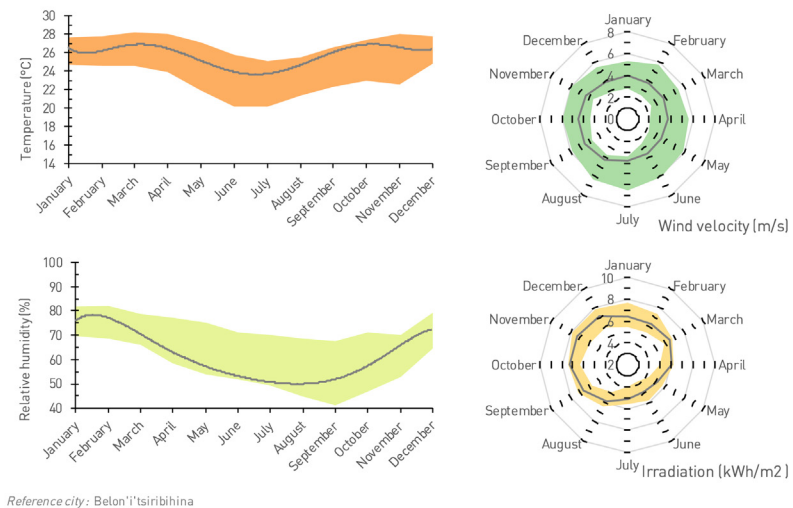 30
28
26
24
22
20
18
16
14
Temperature (°C)
January
February
March
April
May
June
July
August
September
October
November
December
January
February
March
April
May
June
July
August
September
October
November
December
8
6
4
2
0
Wind velocity (m/s)
100
90
80
70
60
50
40
Relative humidity (%)
January
February
March
April
May
June
July
August
September
October
November
December
January
February
March
April
May
June
July
August
September
October
November
December
10
8
6
4
2
Irradiation (kWh/m2)
Reference city: Belon'i'tsiribihina